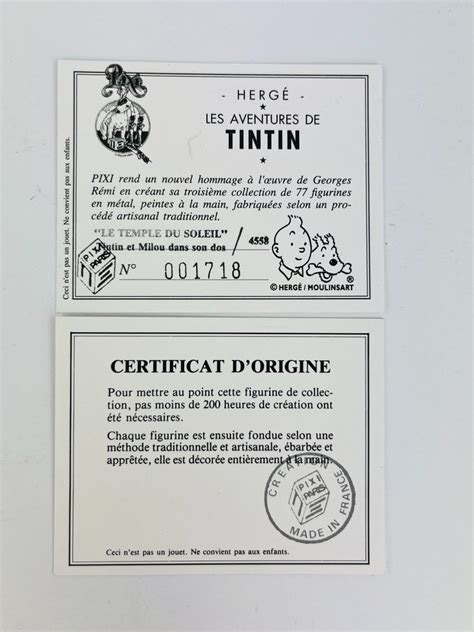 PIXI
- HERGÉ -
LES AVENTURES DE
TINTIN
PIXI rend un nouvel hommage à l'œuvre de Georges
Rémi en créant sa troisième collection de 77 figurines
en métal, peintes à la main, fabriquées selon un pro-
cédé artisanal traditionnel.
"LE TEMPLE DU SOLEIL"
Tintin et Milou dans son dos / 4558
N° 001718
PIXI
PARIS
© HERGÉ / MOULINSART
®
Ceci n'est pas un jouet. Ne convient pas aux enfants.
CERTIFICAT D'ORIGINE
Pour mettre au point cette figurine de collec-
tion, pas moins de 200 heures de création ont
été nécessaires.
Chaque figurine est ensuite fondue selon une
méthode traditionnelle et artisanale, ébarbée et
apprêtée, elle est décorée entièrement à la main.
CREATION
PIXI
PARIS
MADE IN FRANCE
Ceci n'est pas un jouet. Ne convient pas aux enfants.